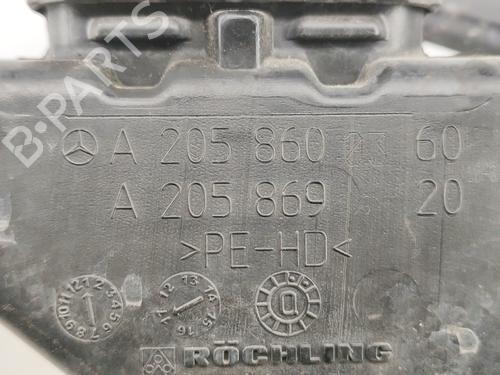 B-PARTS
A 205 860 60
A 205 869 20
>PE-HD<
RÖCHLING